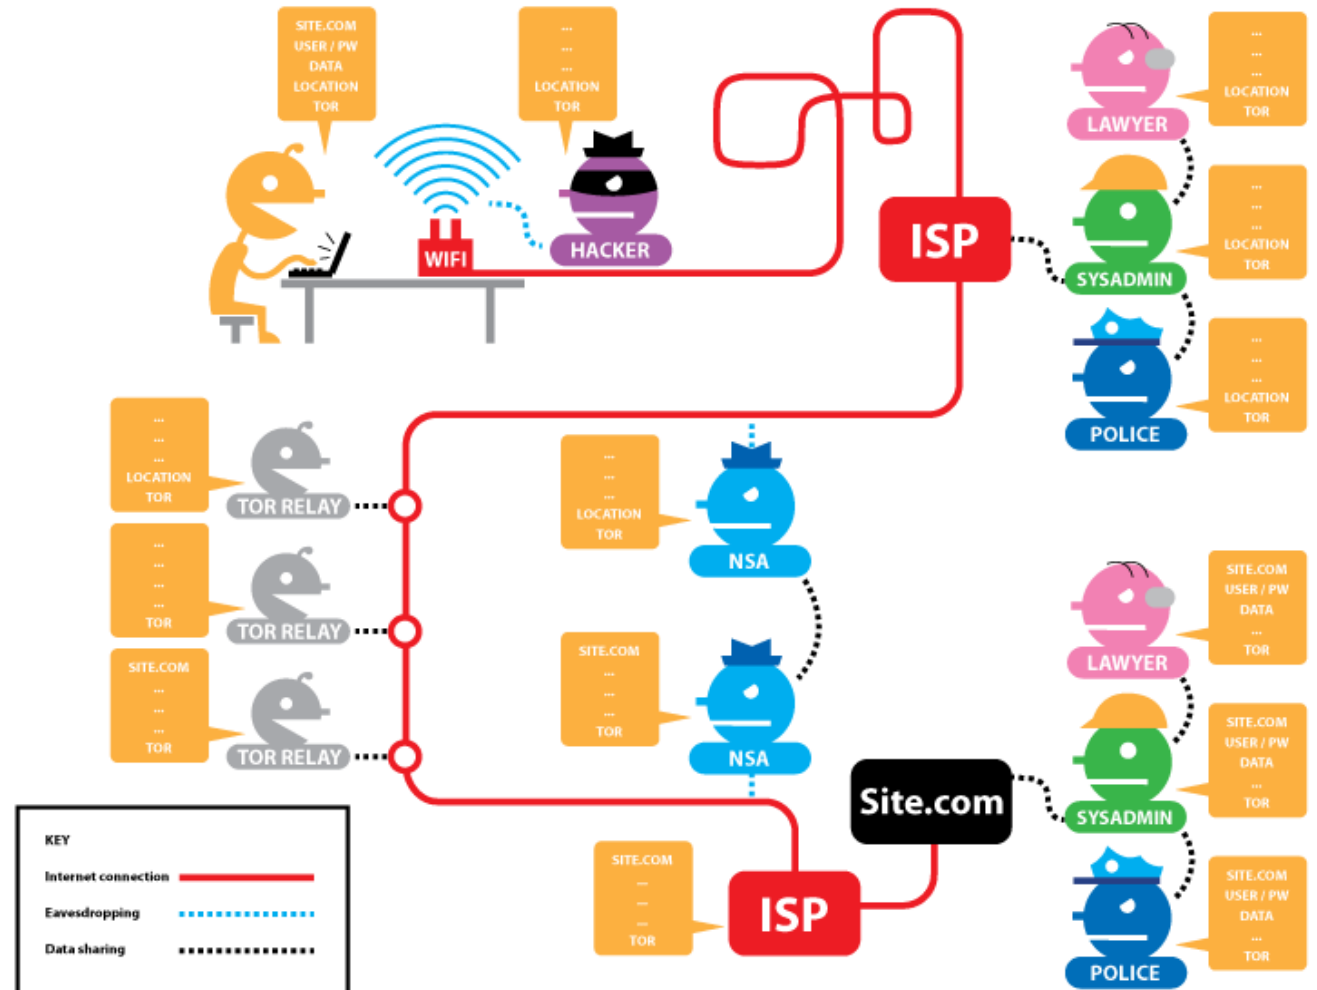 SITE.COM
USER / PW
DATA
LOCATION
TOR
...
...
...
LOCATION
TOR
WIFI
HACKER
ISP
...
...
...
LOCATION
TOR
LAWYER
...
...
...
LOCATION
TOR
SYSADMIN
...
...
...
LOCATION
TOR
POLICE
...
...
...
LOCATION
TOR
TOR RELAY
...
...
...
...
TOR
TOR RELAY
SITE.COM
...
...
...
TOR
TOR RELAY
...
...
...
LOCATION
TOR
NSA
SITE.COM
...
...
...
TOR
NSA
SITE.COM
USER / PW
DATA
...
TOR
LAWYER
SITE.COM
USER / PW
DATA
...
TOR
SYSADMIN
SITE.COM
USER / PW
DATA
...
TOR
POLICE
Site.com
SITE.COM
...
...
...
TOR
ISP
KEY
Internet connection
Eavesdropping
Data sharing